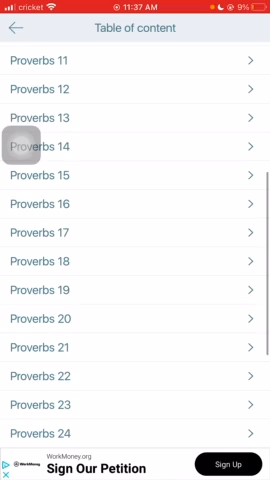 cricket 11:37 AM 9%
Table of content
Proverbs 11
Proverbs 12
Proverbs 13
Proverbs 14
Proverbs 15
Proverbs 16
Proverbs 17
Proverbs 18
Proverbs 19
Proverbs 20
Proverbs 21
Proverbs 22
Proverbs 23
Proverbs 24
WorkMoney
WorkMoney.org
Sign Our Petition
Sign Up